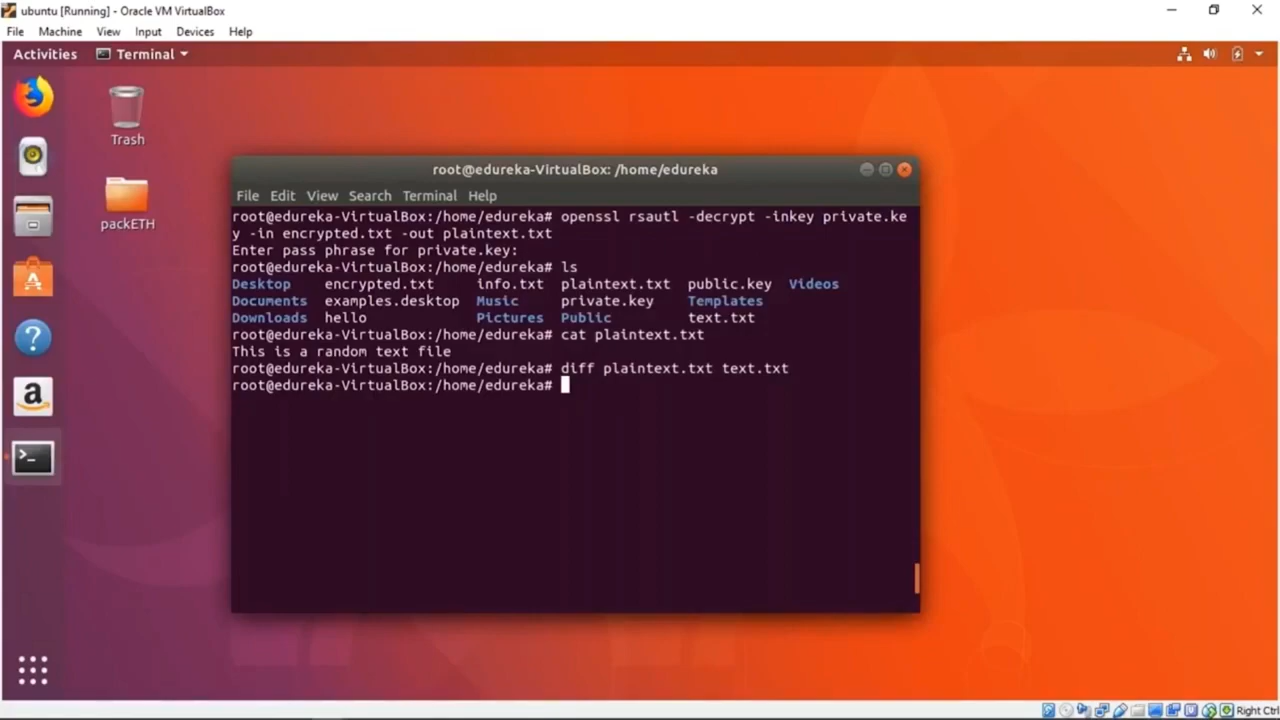 ubuntu [Running] - Oracle VM VirtualBox
File Machine View Input Devices Help
Activities Terminal
Trash
packETH
root@edureka-VirtualBox: /home/edureka
File Edit View Search Terminal Help
root@edureka-VirtualBox:/home/edureka# openssl rsautl -decrypt -inkey private.ke
y -in encrypted.txt -out plaintext.txt
Enter pass phrase for private.key:
root@edureka-VirtualBox:/home/edureka# ls
Desktop encrypted.txt info.txt plaintext.txt public.key Videos
Documents examples.desktop Music private.key Templates
Downloads hello Pictures Public text.txt
root@edureka-VirtualBox:/home/edureka# cat plaintext.txt
This is a random text file
root@edureka-VirtualBox:/home/edureka# diff plaintext.txt text.txt
root@edureka-VirtualBox:/home/edureka#
Right Ctrl